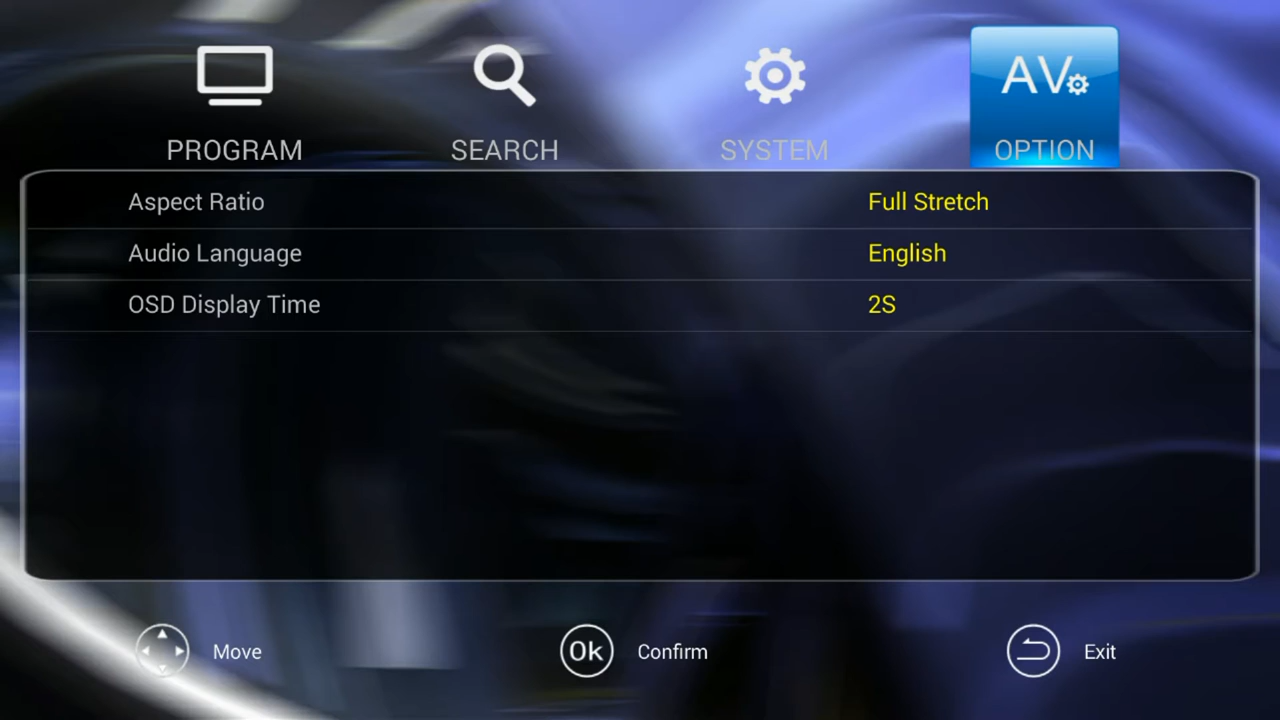 AV
PROGRAM SEARCH SYSTEM OPTION
Aspect Ratio Full Stretch
Audio Language English
OSD Display Time 2S
Move Ok Confirm Exit